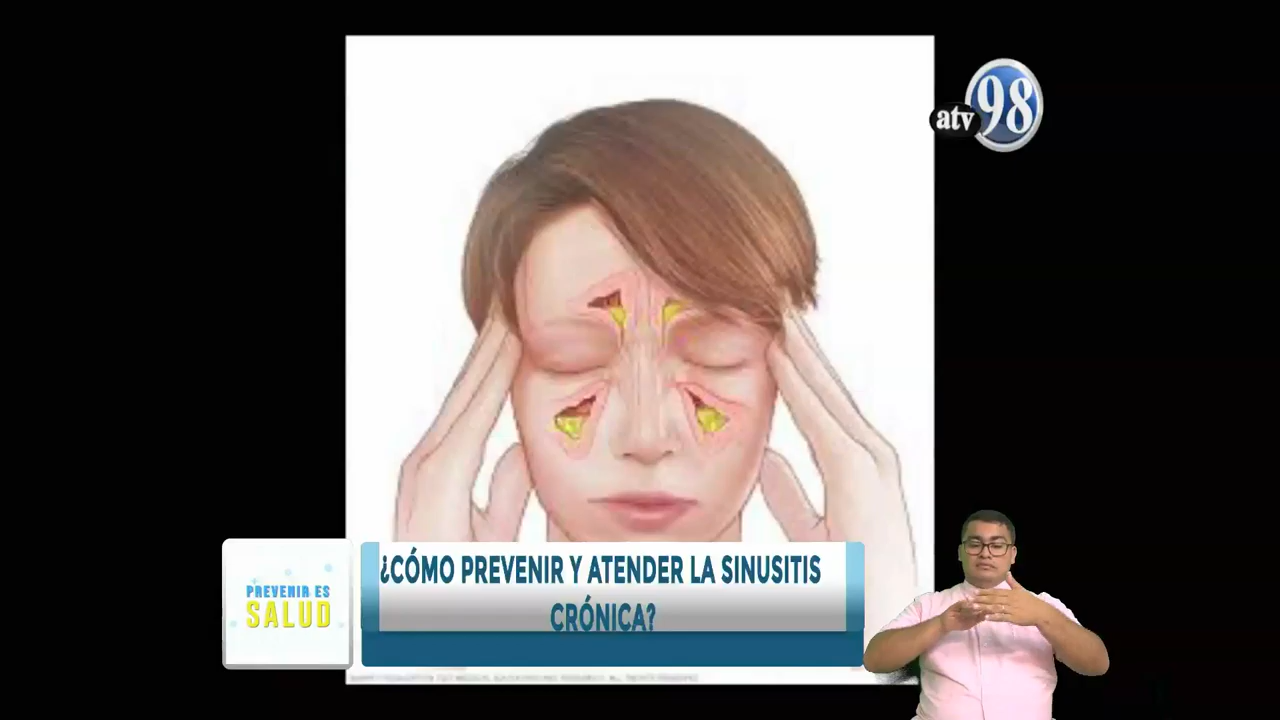 atv 98
¿CÓMO PREVENIR Y ATENDER LA SINUSITIS
CRÓNICA?
PREVENIR ES
SALUD